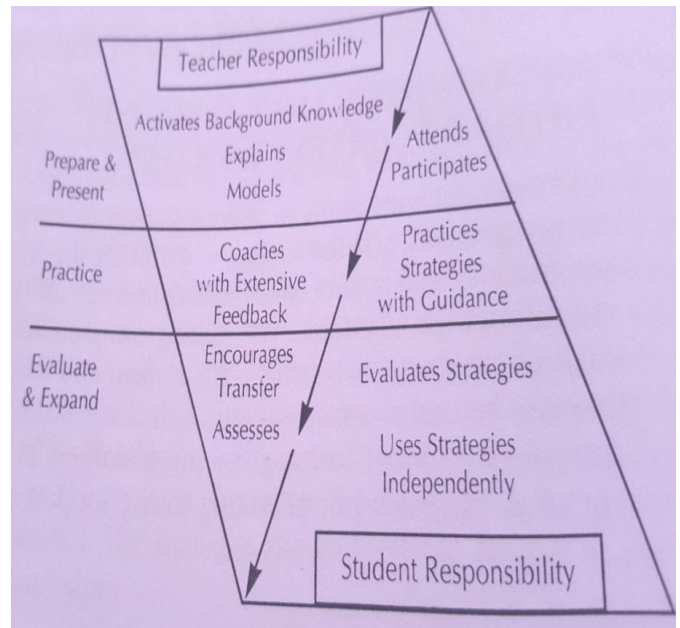 Teacher Responsibility
Activates Background Knowledge
Explains
Models
Attends
Participates
Prepare &
Present
Coaches
with Extensive
Feedback
Practices
Strategies
with Guidance
Practice
Encourages
Transfer
Assesses
Evaluates Strategies
Uses Strategies
Independently
Evaluate
& Expand
Student Responsibility